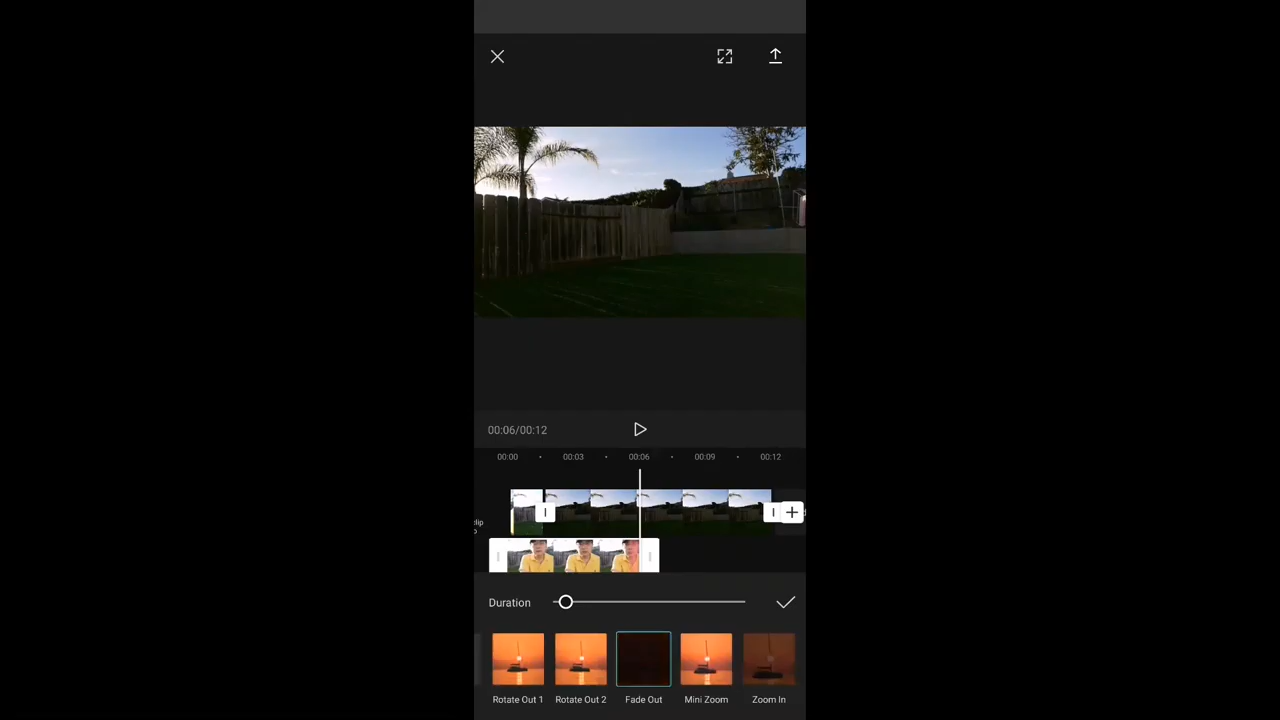 00:06/00:12
00:00 00:03 00:06 00:09 00:12
clip
Duration
Rotate Out 1 Rotate Out 2 Fade Out Mini Zoom Zoom In